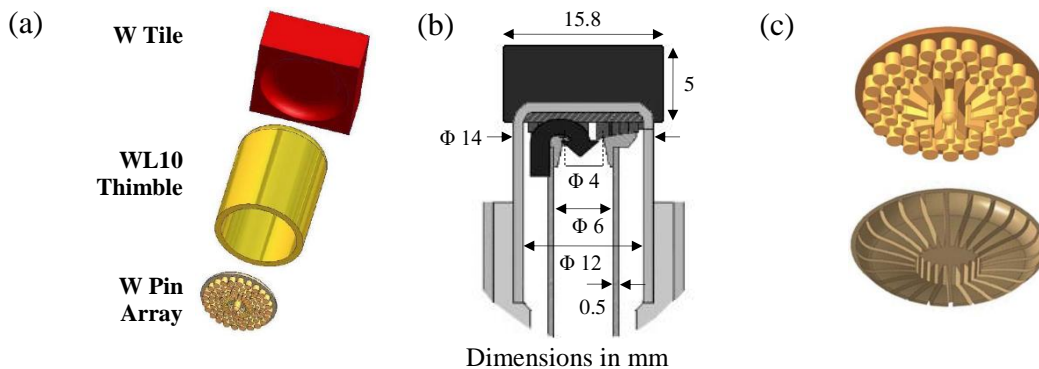 (a)
W Tile
WL10
Thimble
W Pin
Array
(b)
15.8
5
Φ 14
Φ 4
Φ 6
Φ 12
0.5
Dimensions in mm
(c)